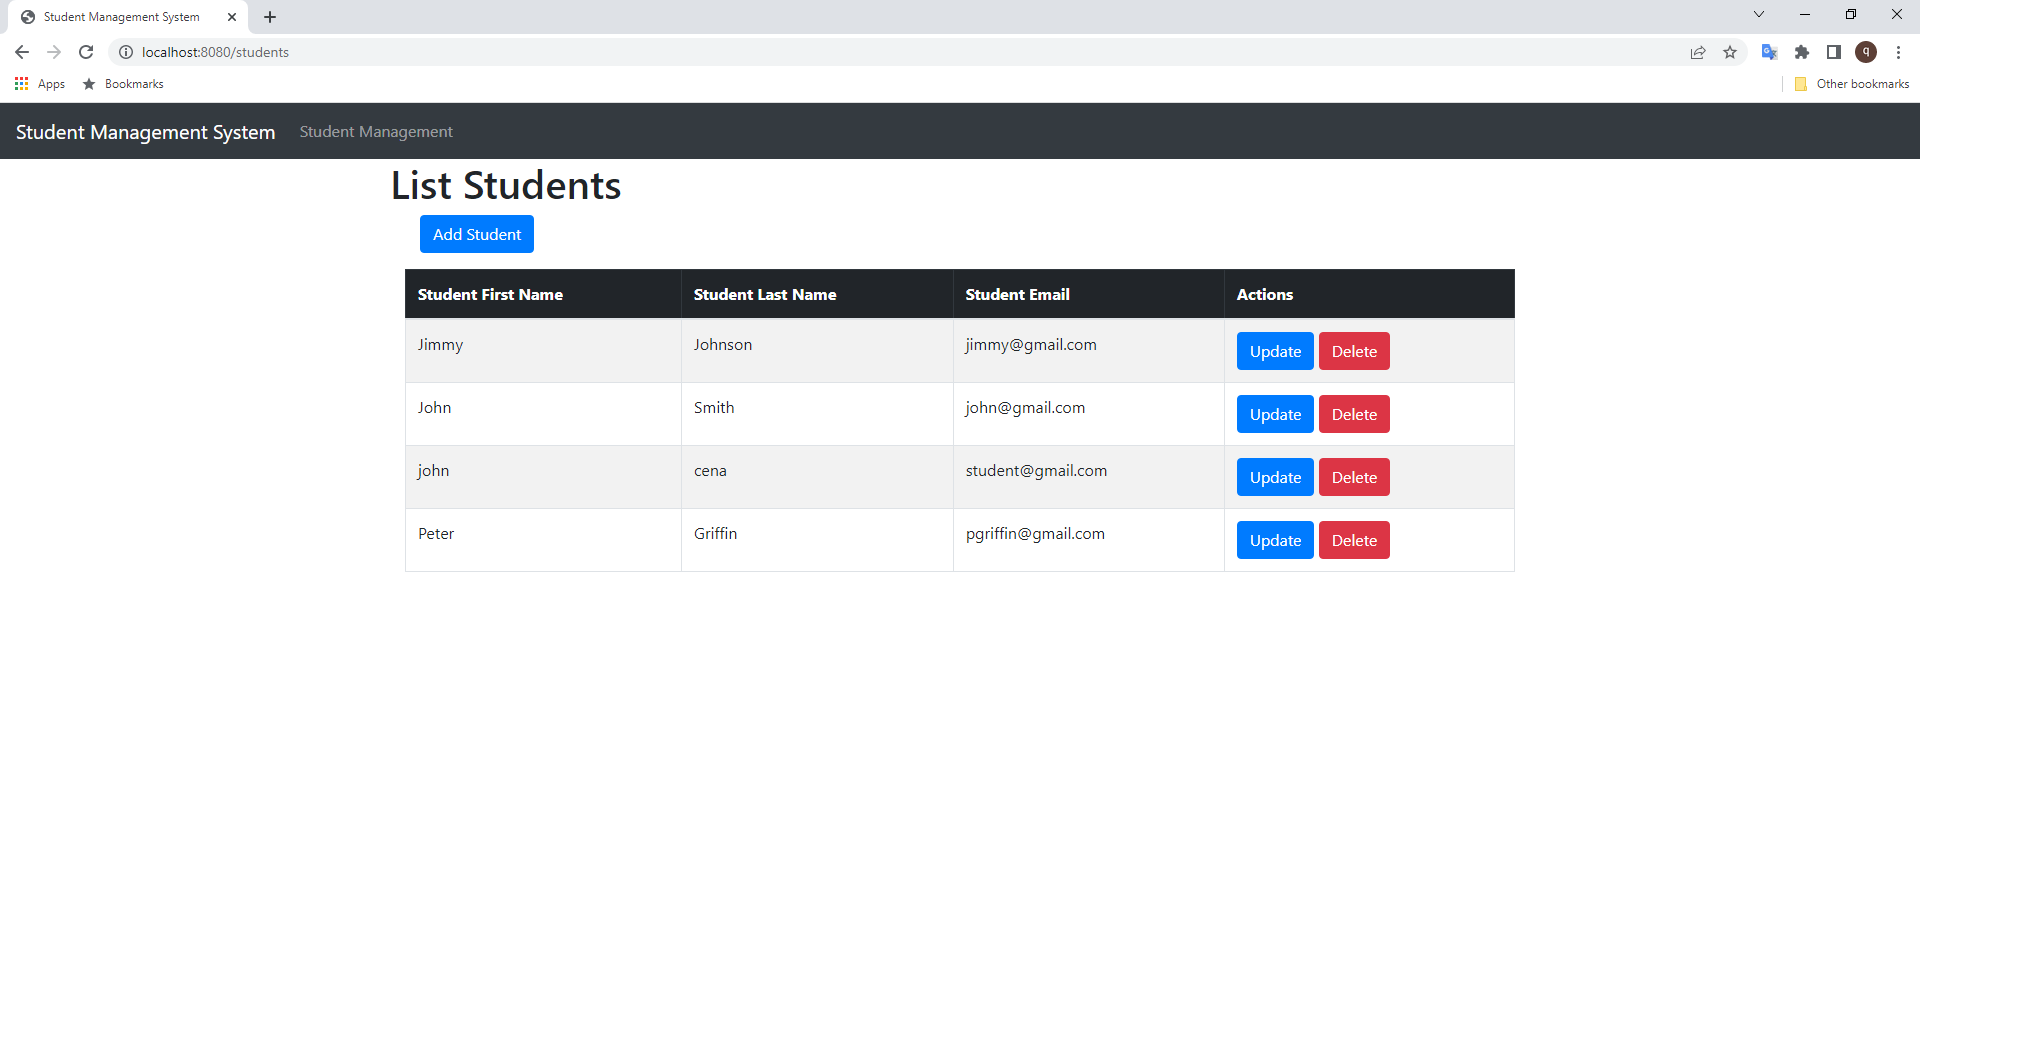 Student Management System
localhost:8080/students
q
Apps Bookmarks Other bookmarks
Student Management System Student Management
List Students
Add Student
Student First Name Student Last Name Student Email Actions
Jimmy Johnson jimmy@gmail.com Update Delete
John Smith john@gmail.com Update Delete
john cena student@gmail.com Update Delete
Peter Griffin pgriffin@gmail.com Update Delete